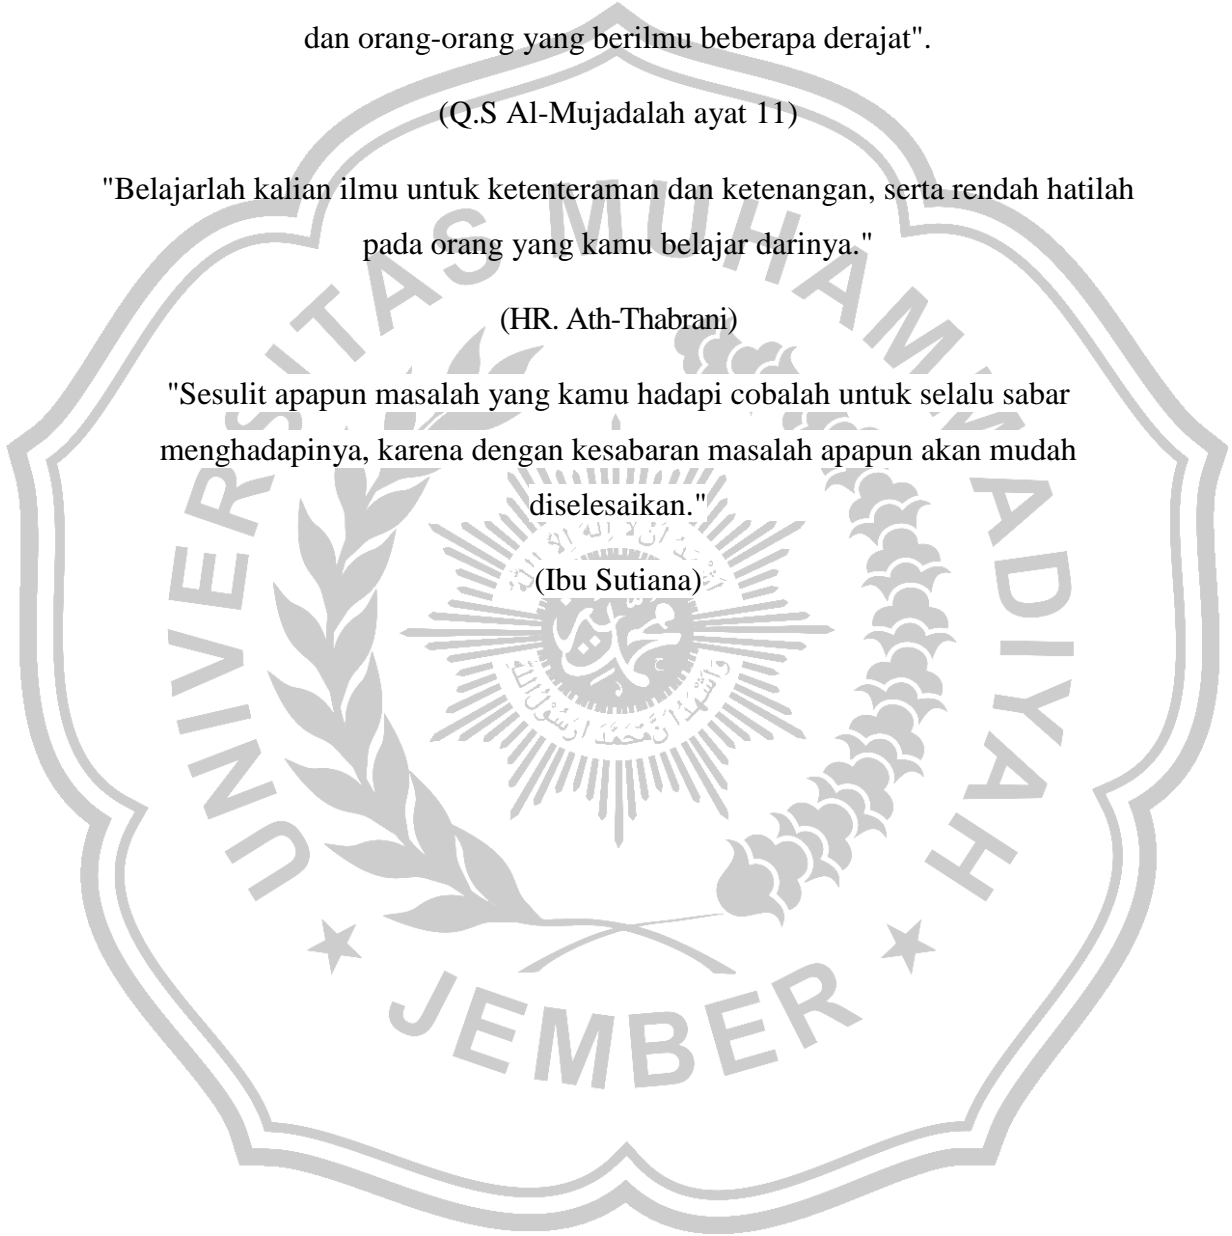 dan orang-orang yang berilmu beberapa derajat".
(Q.S Al-Mujadalah ayat 11)
"Belajarlah kalian ilmu untuk ketenteraman dan ketenangan, serta rendah hatilah
pada orang yang kamu belajar darinya."
(HR. Ath-Thabrani)
"Sesulit apapun masalah yang kamu hadapi cobalah untuk selalu sabar
menghadapinya, karena dengan kesabaran masalah apapun akan mudah
diselesaikan."
(Ibu Sutiana)
UNIVERSITAS MUHAMMADIYAH
JEMBER